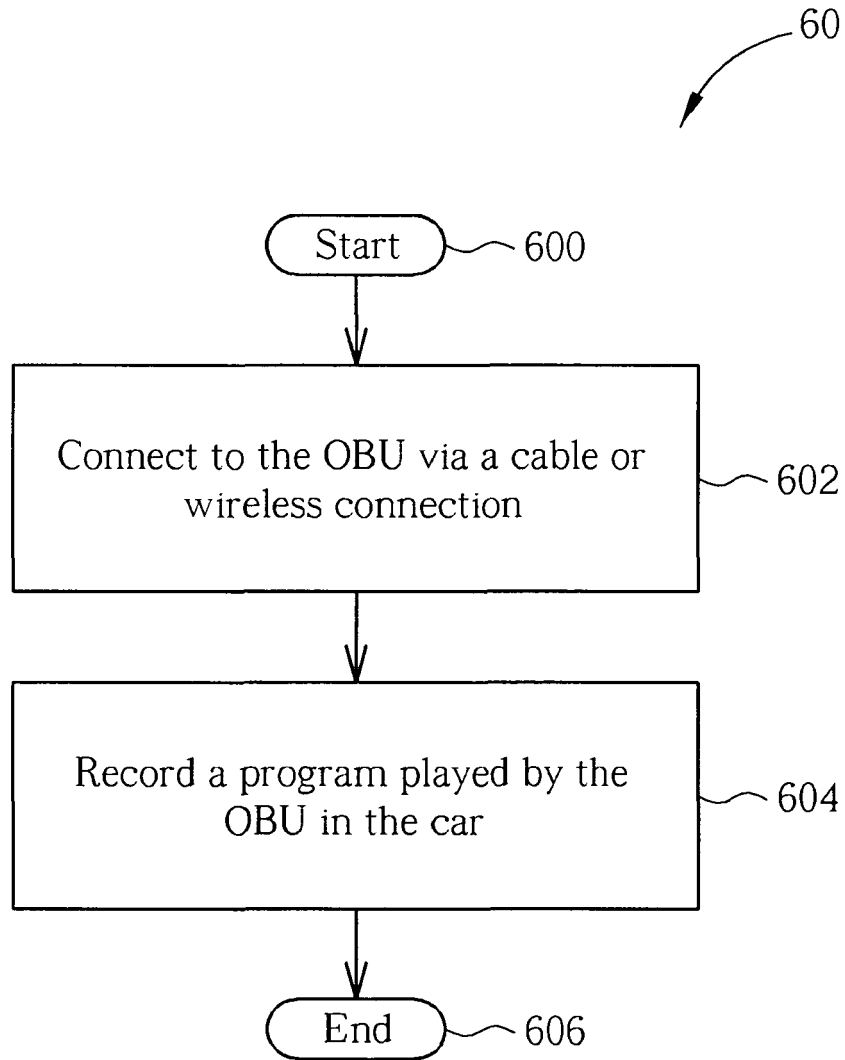 60
Start
600
Connect to the OBU via a cable or
wireless connection
602
Record a program played by the
OBU in the car
604
End
606